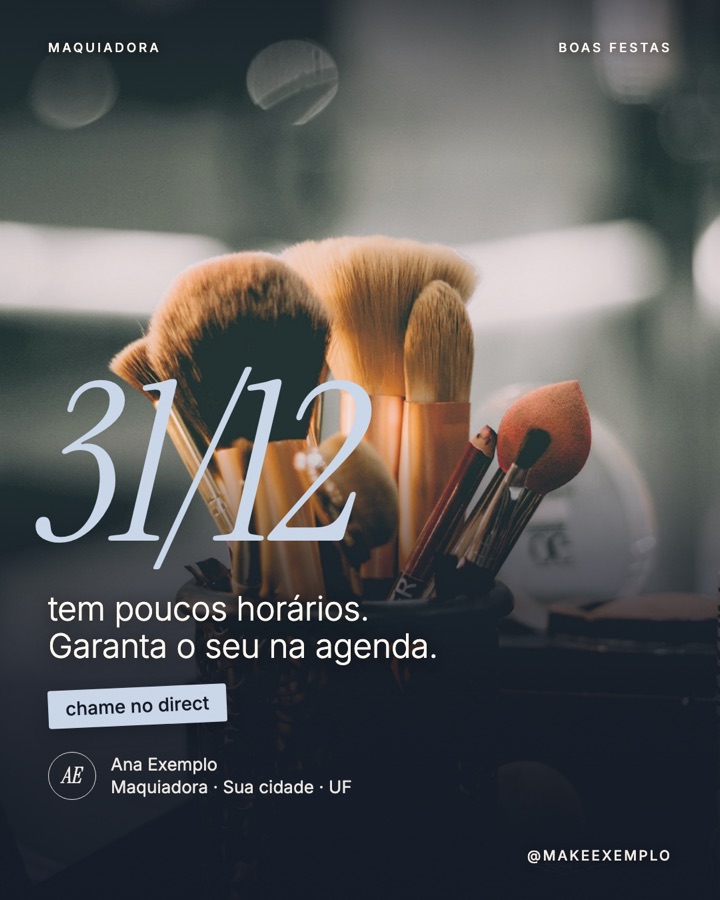 MAQUIADORA
BOAS FESTAS
31/12
tem poucos horários.
Garanta o seu na agenda.
chame no direct
AE
Ana Exemplo
Maquiadora · Sua cidade · UF
@MAKEEXEMPLO